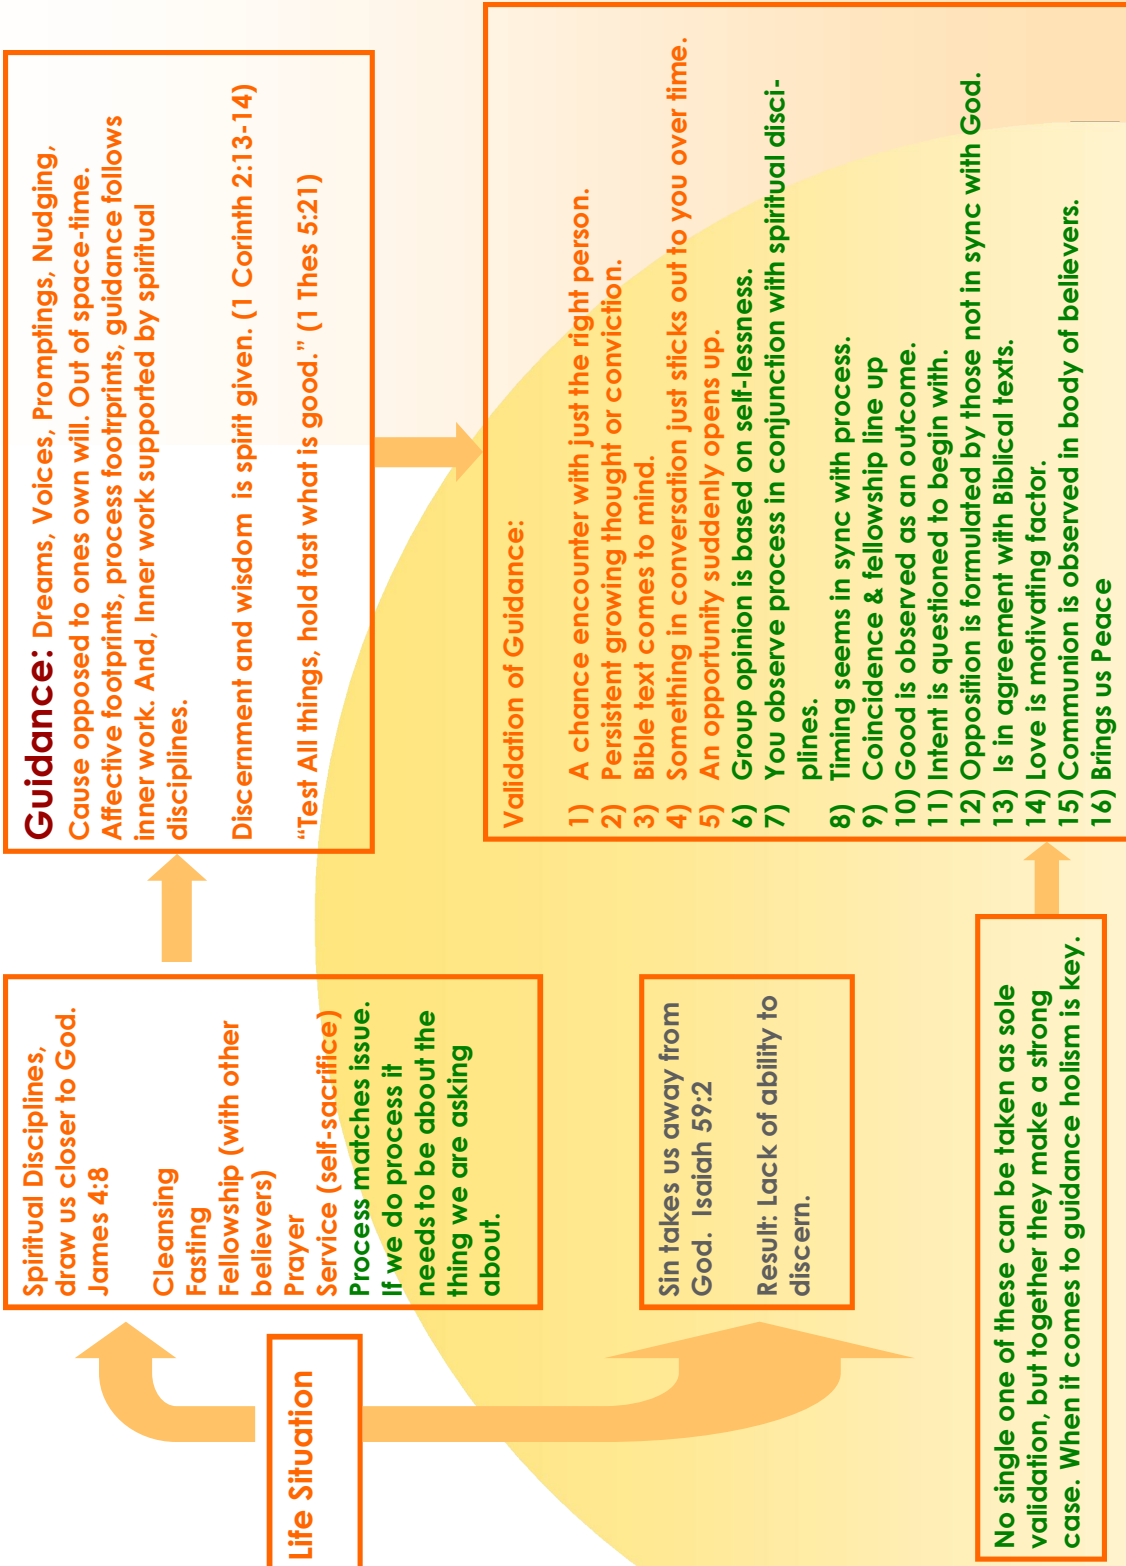 Life Situation
Spiritual Disciplines,
draw us closer to God.
James 4:8
Cleansing
Fasting
Fellowship (with other
believers)
Prayer
Service (self-sacrifice)
Process matches issue.
If we do process it
needs to be about the
thing we are asking
about.
Sin takes us away from
God. Isaiah 59:2
Result: Lack of ability to
discern.
No single one of these can be taken as sole
validation, but together they make a strong
case. When it comes to guidance holism is key.
Guidance: Dreams, Voices, Promptings, Nudging,
Cause opposed to ones own will. Out of space-time.
Affective footprints, process footrprints, guidance follows
inner work. And, Inner work supported by spiritual
disciplines.
Discernment and wisdom is spirit given. (1 Corinth 2:13-14)
“Test All things, hold fast what is good.” (1 Thes 5:21)
Validation of Guidance:
1) A chance encounter with just the right person.
2) Persistent growing thought or conviction.
3) Bible text comes to mind.
4) Something in conversation just sticks out to you over time.
5) An opportunity suddenly opens up.
6) Group opinion is based on self-lessness.
7) You observe process in conjunction with spiritual disci-
plines.
8) Timing seems in sync with process.
9) Coincidence & fellowship line up
10) Good is observed as an outcome.
11) Intent is questioned to begin with.
12) Opposition is formulated by those not in sync with God.
13) Is in agreement with Biblical texts.
14) Love is motivating factor.
15) Communion is observed in body of believers.
16) Brings us Peace